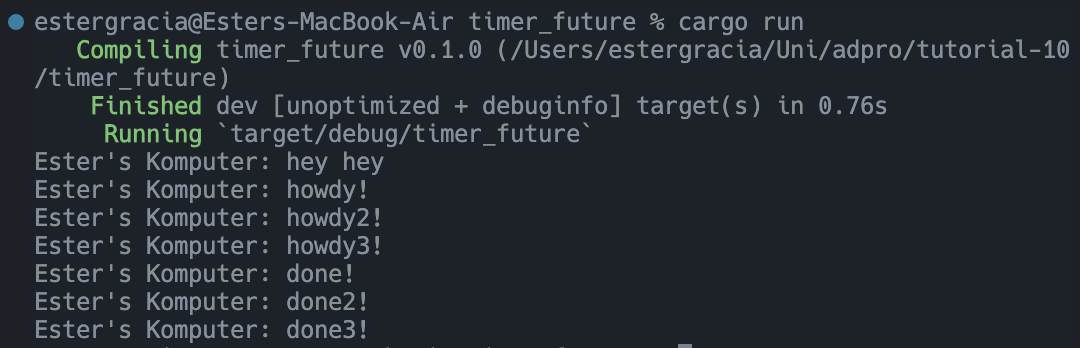 estergracia@Esters-MacBook-Air timer_future % cargo run
Compiling timer_future v0.1.0 (/Users/estergracia/Uni/adpro/tutorial-10
/timer_future)
Finished dev [unoptimized + debuginfo] target(s) in 0.76s
Running `target/debug/timer_future`
Ester's Komputer: hey hey
Ester's Komputer: howdy!
Ester's Komputer: howdy2!
Ester's Komputer: howdy3!
Ester's Komputer: done!
Ester's Komputer: done2!
Ester's Komputer: done3!